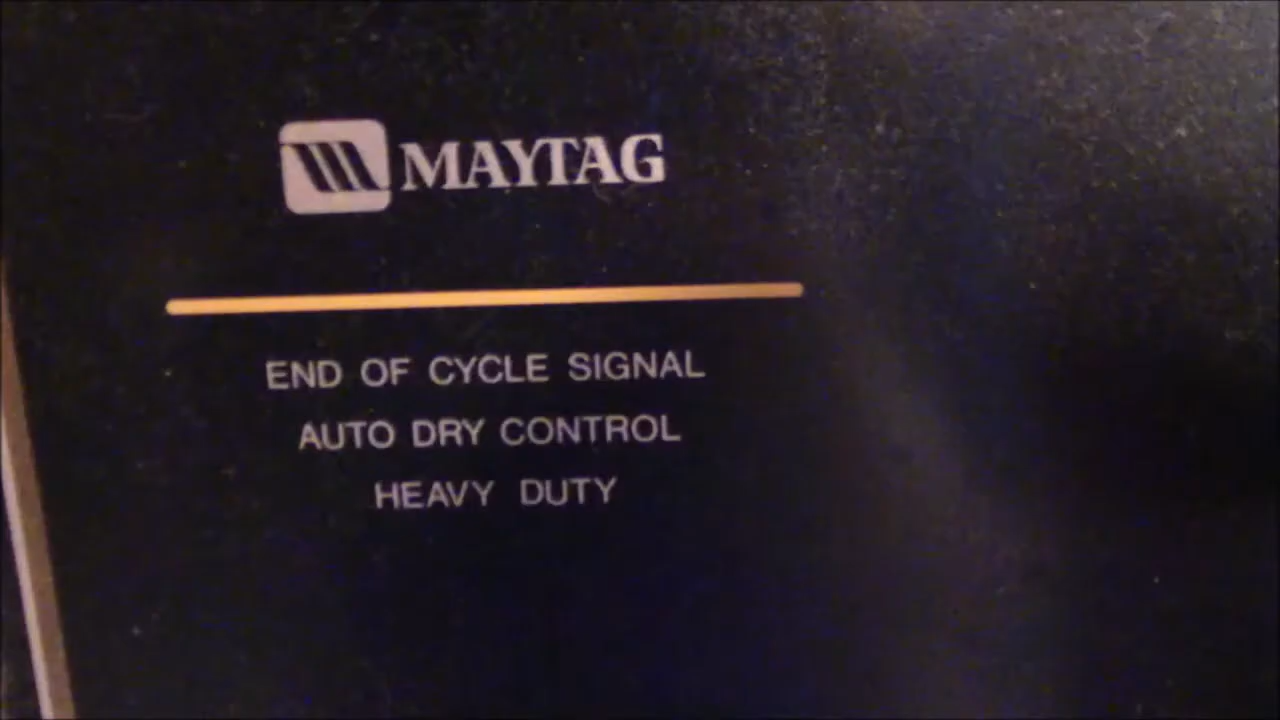 MAYTAG
END OF CYCLE SIGNAL
AUTO DRY CONTROL
HEAVY DUTY